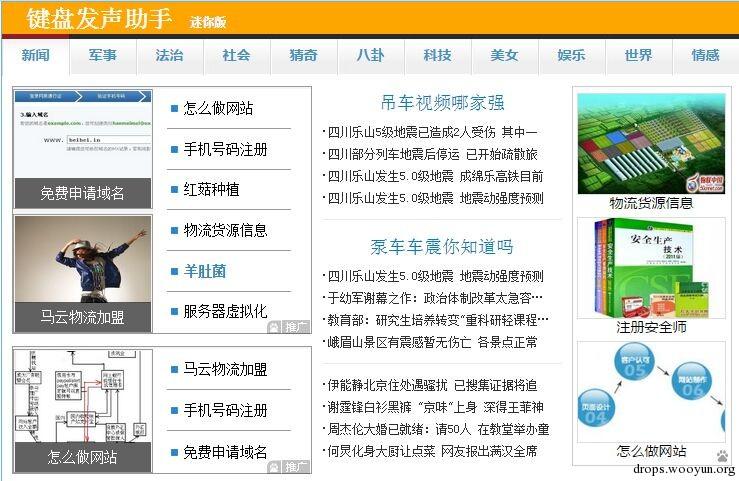 键盘发声助手 迷你版
新闻 军事 法治 社会 猜奇 八卦 科技 美女 娱乐 世界 情感
3.输入域名
www. beibei.in
免费申请域名
马云物流加盟
怎么做网站
手机号码注册
红菇种植
物流货源信息
羊肚菌
服务器虚拟化
推广
怎么做网站
马云物流加盟
手机号码注册
免费申请域名
推广
吊车视频哪家强
四川乐山5级地震已造成2人受伤 其中一
四川部分列车地震后停运 已开始疏散旅
四川乐山发生5.0级地震 成绵乐高铁目前
四川乐山发生5.0级地震 地震动强度预测
泵车车震你知道吗
四川乐山发生5.0级地震 地震动强度预测
于幼军谢幕之作：政治体制改革太急容…
教育部：研究生培养转变“重科研轻课程…
峨眉山景区有震感暂无伤亡 各景点正常
伊能静北京住处遇骚扰 已搜集证据将追
谢霆锋白衫黑裤 “京味”上身 深得王菲神
周杰伦大婚已就绪：请50人 在教堂举办童
何炅化身大厨让点菜 网友报出满汉全席
物流货源信息
安全生产
技术
(2011版)
注册安全师
客户认可
05
网站制作
06
页面设计
04
怎么做网站
drops.wooyun.org